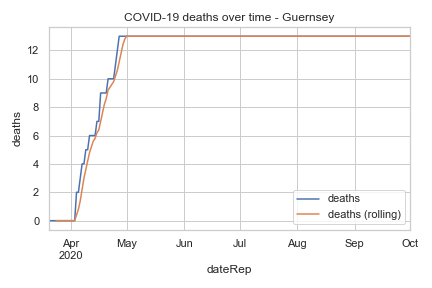 COVID-19 deaths over time - Guernsey
deaths
12
10
8
6
4
2
0
Apr May Jun Jul Aug Sep Oct
2020
dateRep
deaths
deaths (rolling)